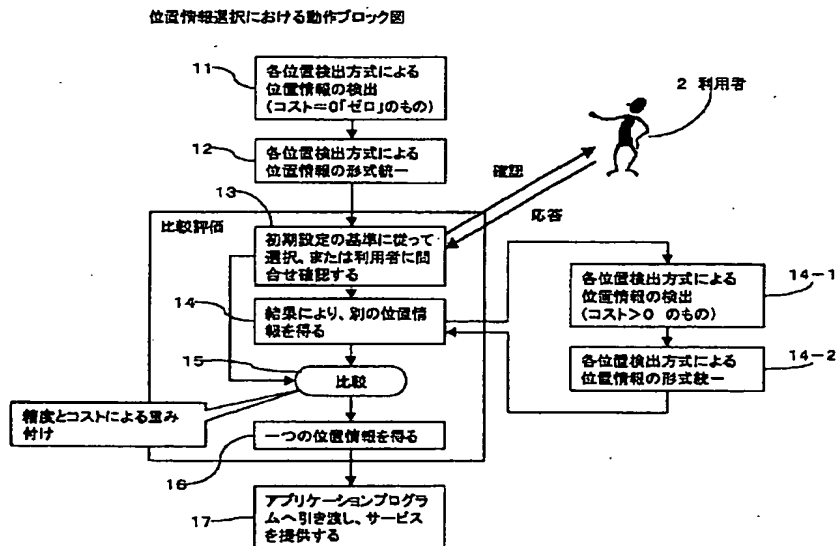 位置情報選択における動作ブロック図
11
各位置検出方式による
位置情報の検出
(コスト=0「ゼロ」のもの)
2 利用者
12
各位置検出方式による
位置情報の形式統一
確認
応答
13
比較評価
初期設定の基準に従って
選択、または利用者に問
合せ確認する
14
結果により、別の位置情
報を得る
各位置検出方式による
位置情報の検出
(コスト>0 のもの)
14-1
15
比較
各位置検出方式による
位置情報の形式統一
14-2
精度とコストによる重み
付け
一つの位置情報を得る
16
17
アプリケーションプログラ
ムへ引き渡し、サービス
を提供する